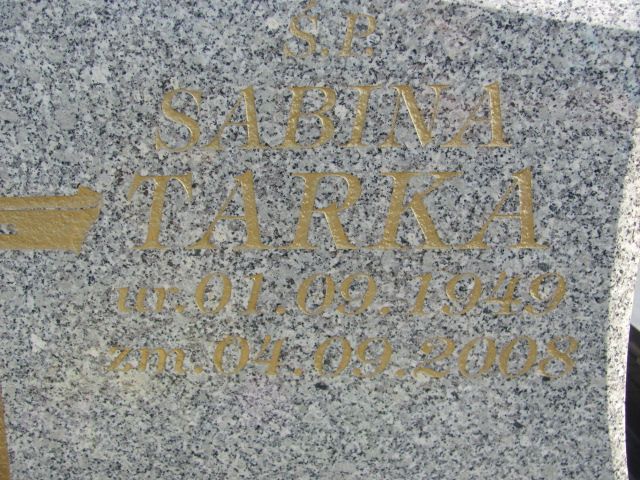 Ś.P.
SABINA
TARKA
ur.01.09.1949
zm.04.09.2008